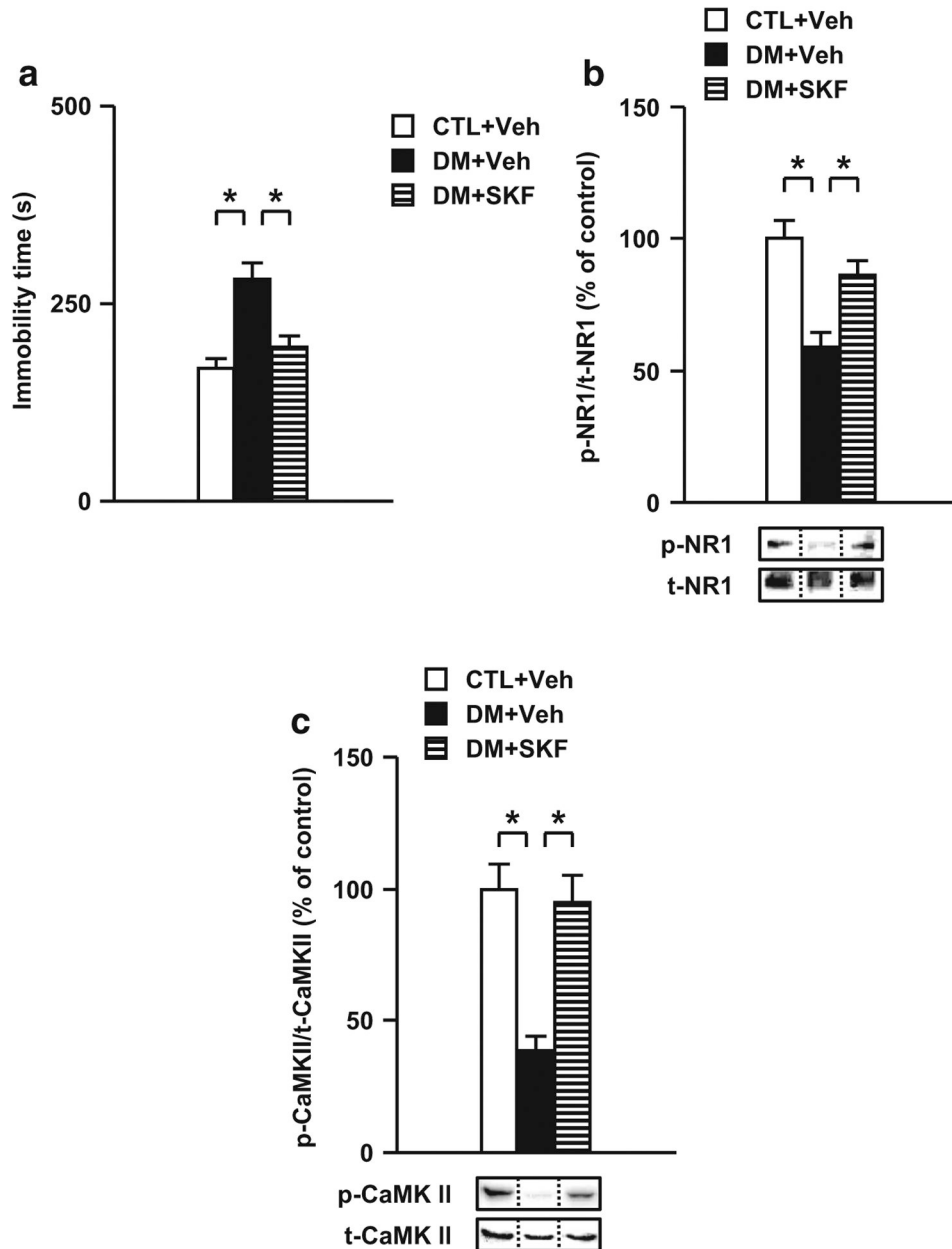 a
500
250
0
Immobility time (s)
CTL+Veh
DM+Veh
DM+SKF
* *
b
CTL+Veh
DM+Veh
DM+SKF
150
100
50
0
p-NR1/t-NR1 (% of control)
* *
p-NR1
t-NR1
c
CTL+Veh
DM+Veh
DM+SKF
150
100
50
0
p-CaMKII/t-CaMKII (% of control)
* *
p-CaMK II
t-CaMK II